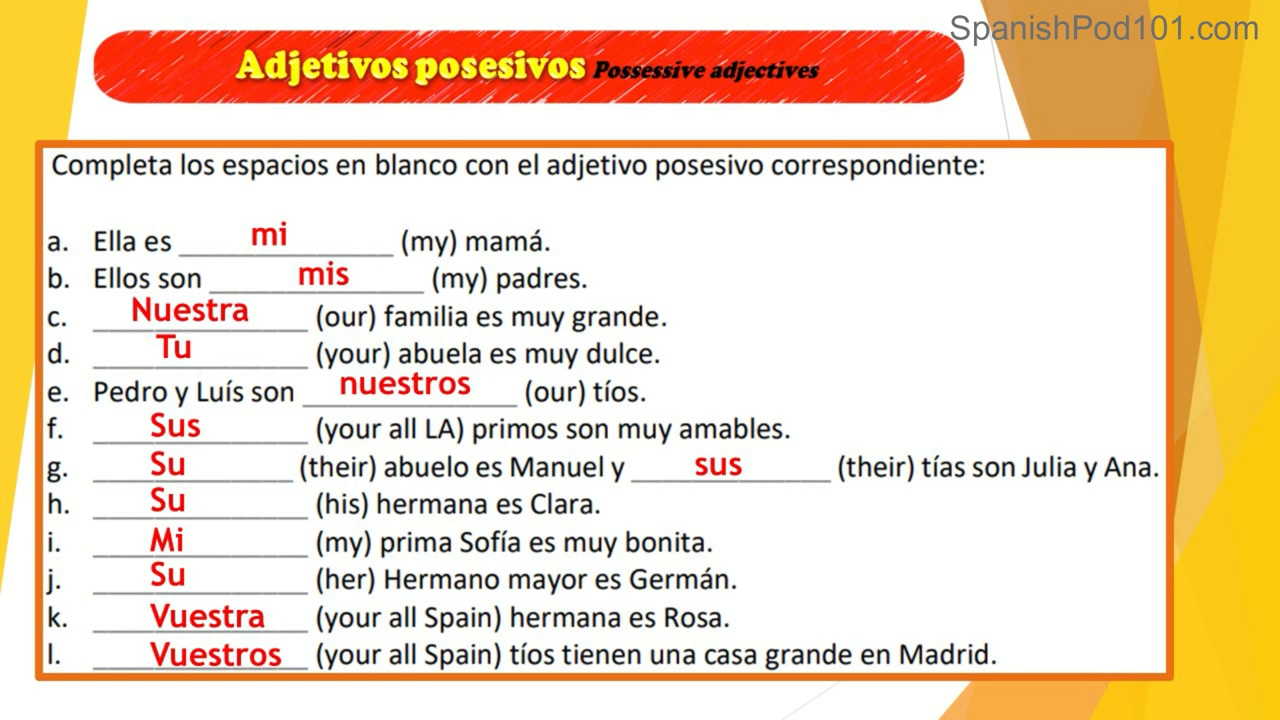 SpanishPod101.com
Adjetivos posesivos Possessive adjectives
Completa los espacios en blanco con el adjetivo posesivo correspondiente:
a. Ella es mi (my) mamá.
b. Ellos son mis (my) padres.
c. Nuestra (our) familia es muy grande.
d. Tu (your) abuela es muy dulce.
e. Pedro y Luís son nuestros (our) tíos.
f. Sus (your all LA) primos son muy amables.
g. Su (their) abuelo es Manuel y sus (their) tías son Julia y Ana.
h. Su (his) hermana es Clara.
i. Mi (my) prima Sofía es muy bonita.
j. Su (her) Hermano mayor es Germán.
k. Vuestra (your all Spain) hermana es Rosa.
l. Vuestros (your all Spain) tíos tienen una casa grande en Madrid.